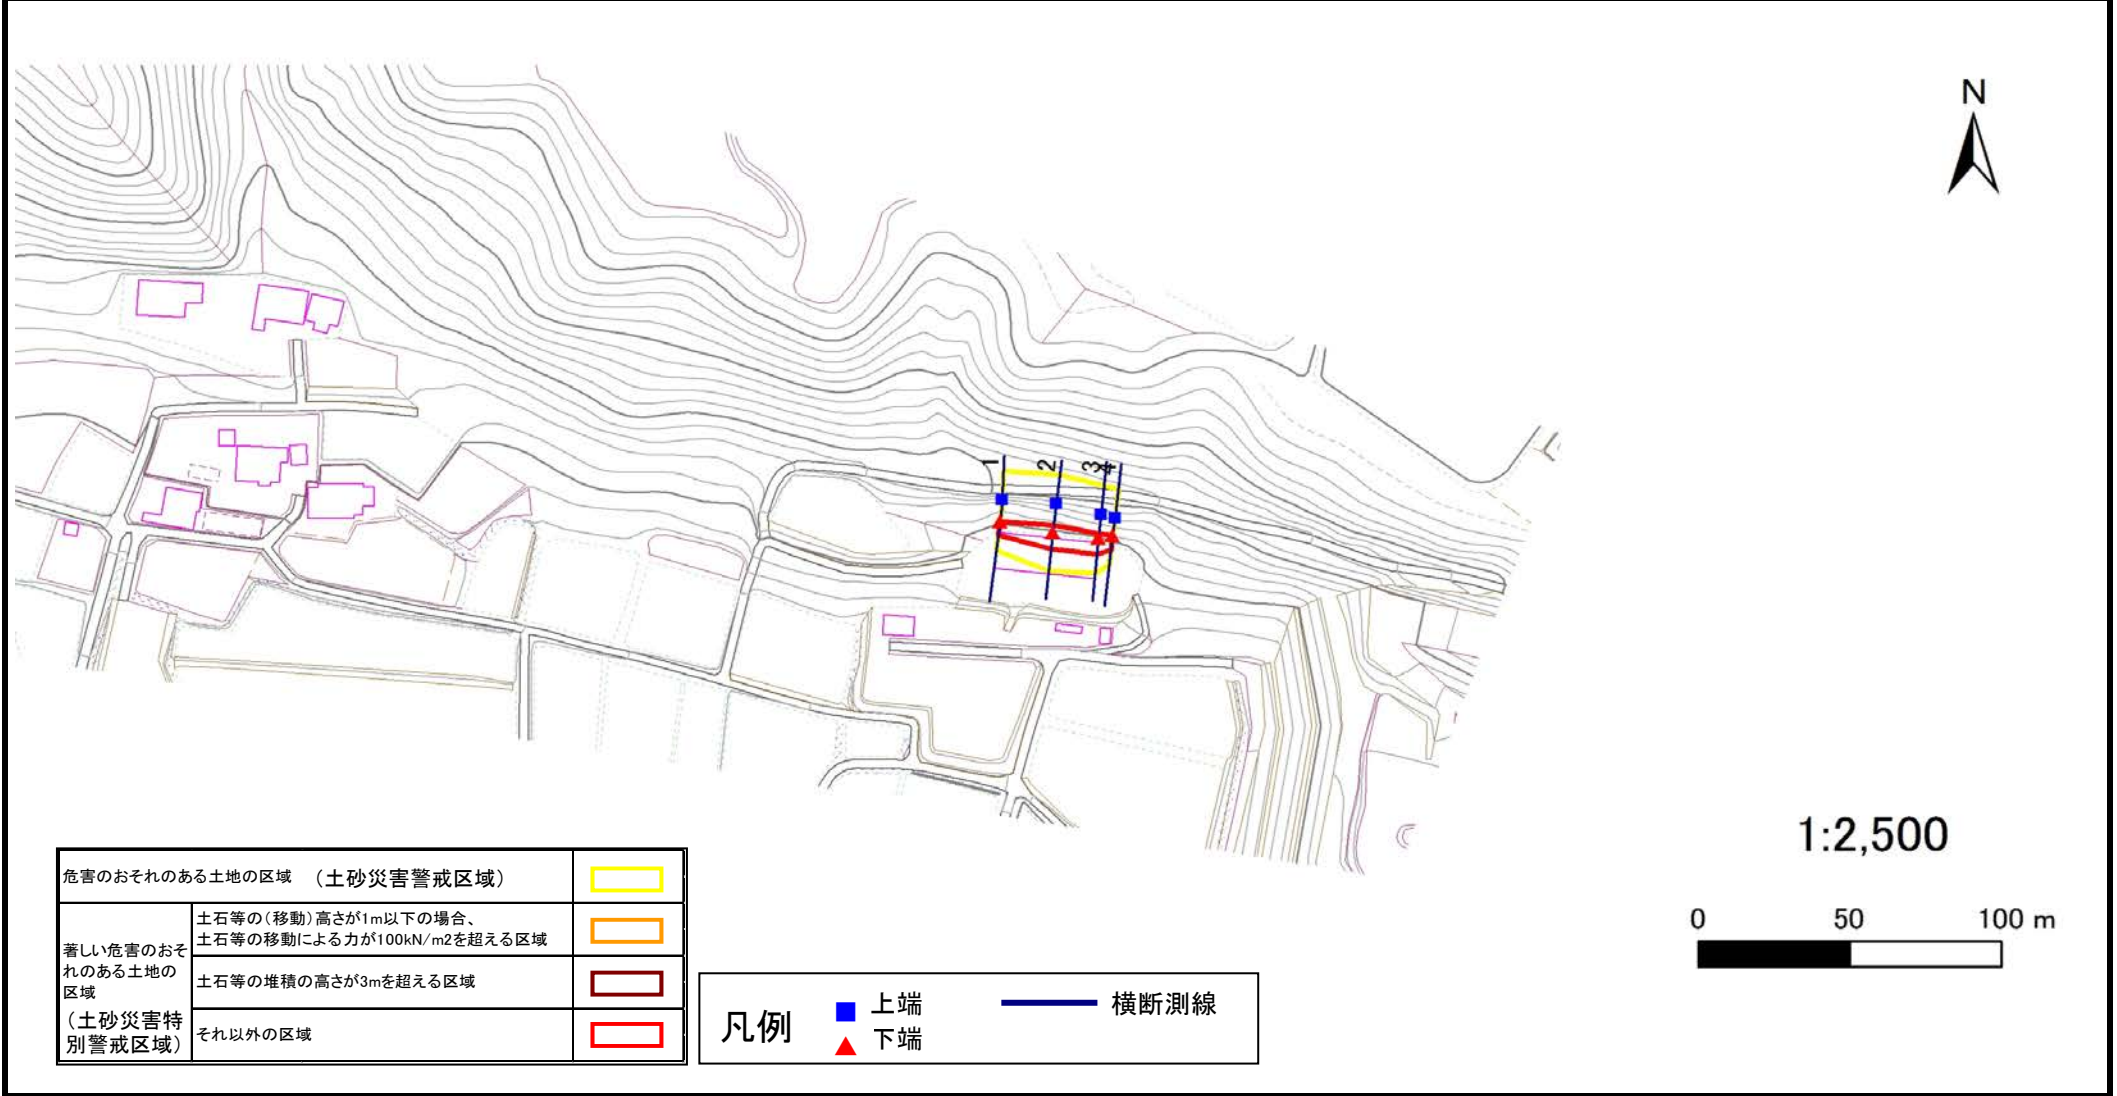 N
1
2
3
4
1:2,500
0 50 100 m
危害のおそれのある土地の区域 (土砂災害警戒区域)
著しい危害のおそ
れのある土地の
区域
(土砂災害特
別警戒区域)
土石等の(移動)高さが1m以下の場合、
土石等の移動による力が100kN/m2を超える区域
土石等の堆積の高さが3mを超える区域
それ以外の区域
凡例
上端
下端
横断測線